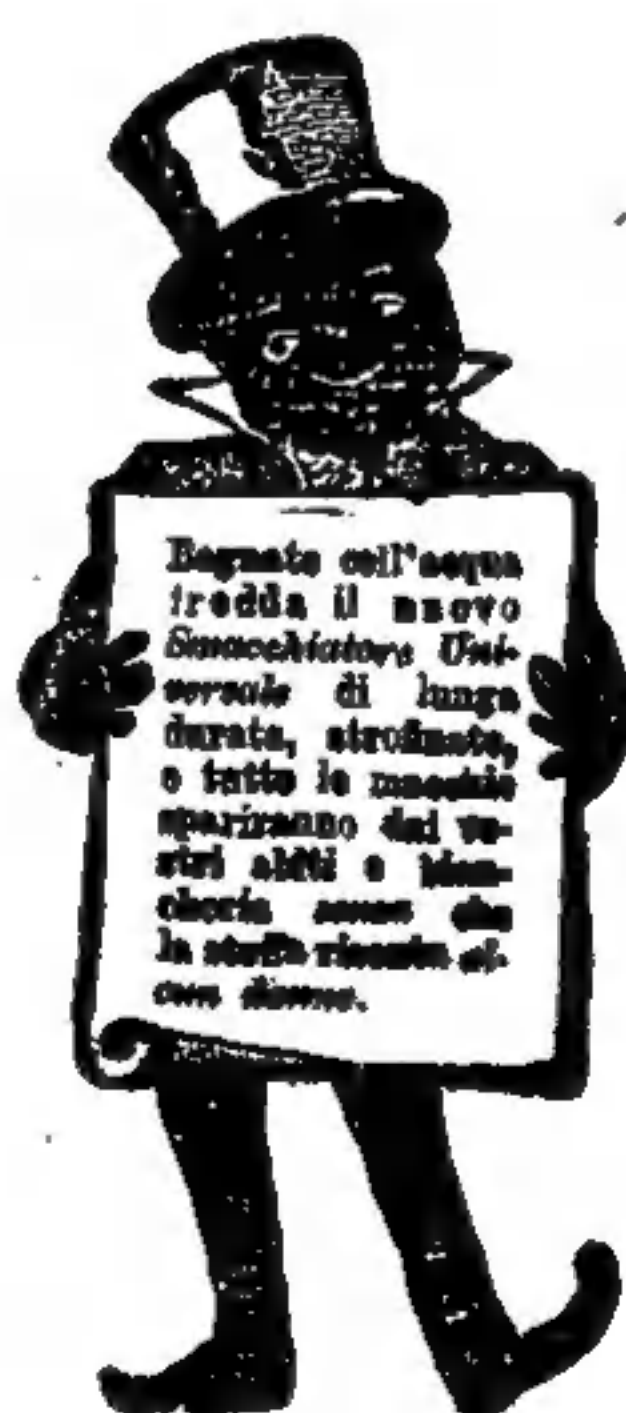 Bagnate coll'acqua
fredda il nuovo
Smacchiatore Uni-
versale di lunga
durata, strofinate,
e tutte le macchie
spariranno dai vo-
stri abiti e bian-
cheria senza che
la stoffa risenta al-
cun danno.